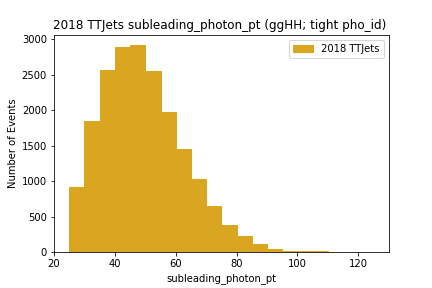 2018 TTJets subleading_photon_pt (ggHH; tight pho_id)
2018 TTJets
Number of Events
3000
2500
2000
1500
1000
500
0
20 40 60 80 100 120
subleading_photon_pt